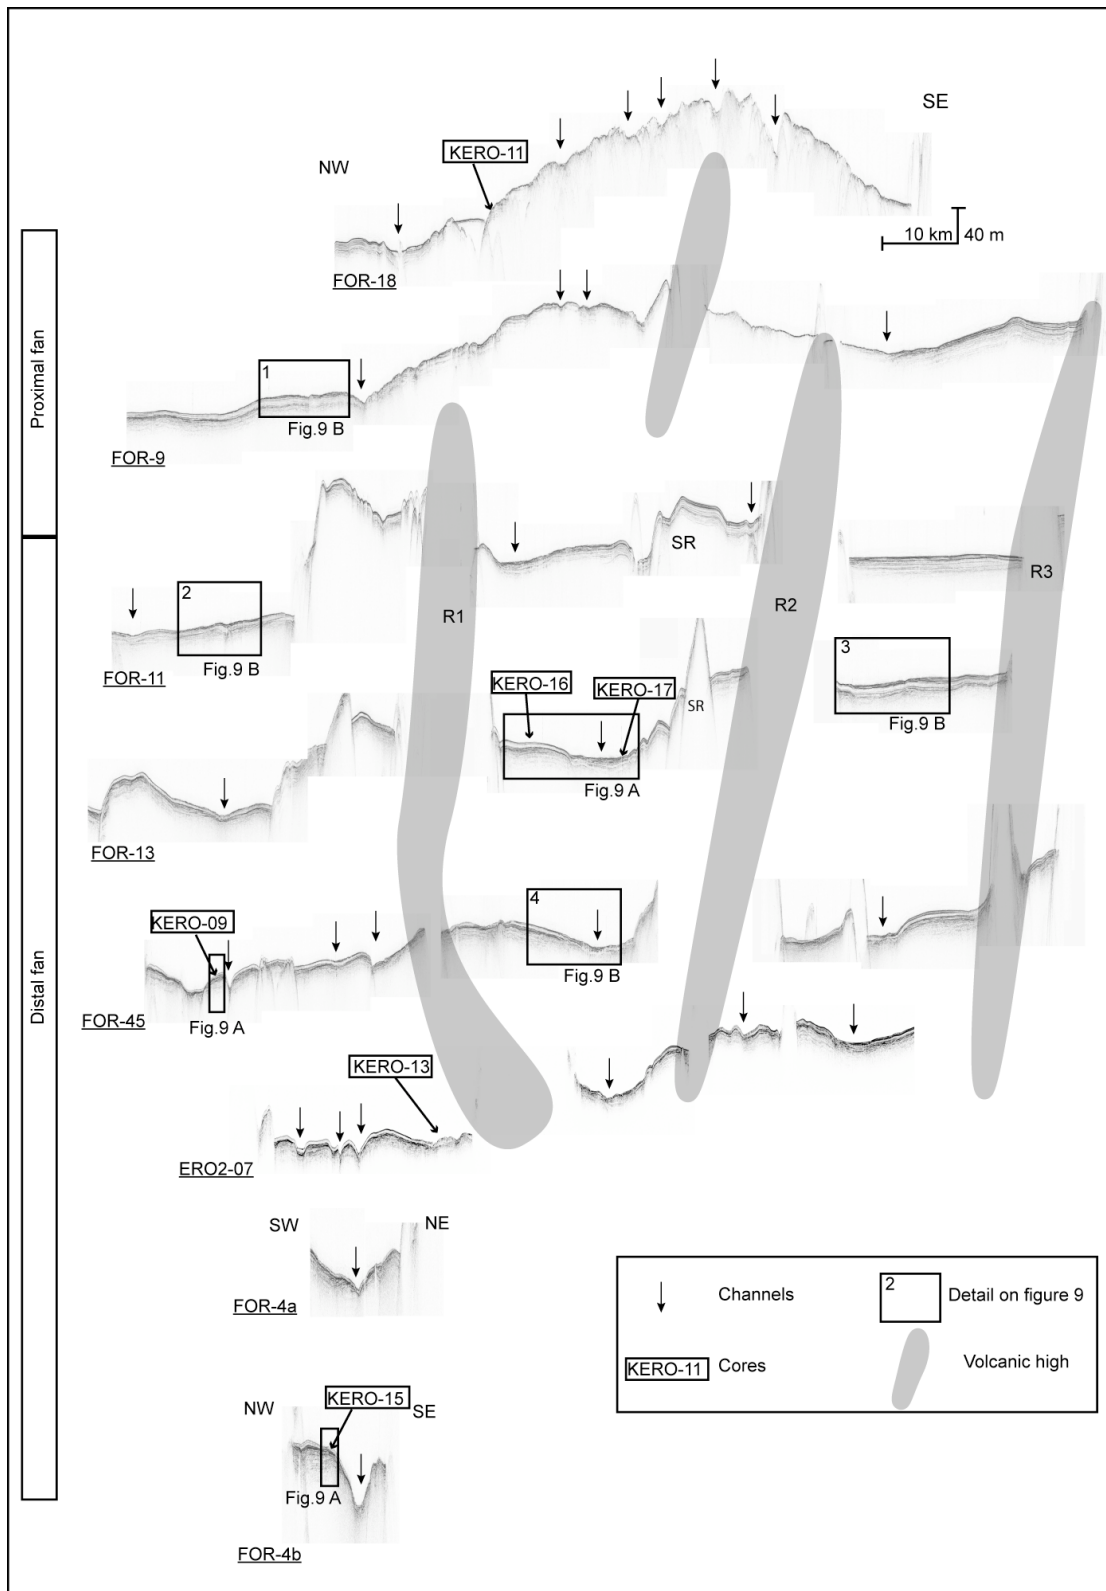 SE
KERO-11
NW
10 km
40 m
FOR-18
Proximal fan
1
Fig.9 B
FOR-9
SR
R3
2
R1
R2
Fig.9 B
FOR-11
3
KERO-16
KERO-17
SR
Fig.9 B
Fig.9 A
FOR-13
Distal fan
4
KERO-09
Fig.9 B
FOR-45
Fig.9 A
KERO-13
ERO2-07
SW
NE
FOR-4a
Channels
2
Detail on figure 9
KERO-11
Cores
Volcanic high
NW
KERO-15
SE
Fig.9 A
FOR-4b